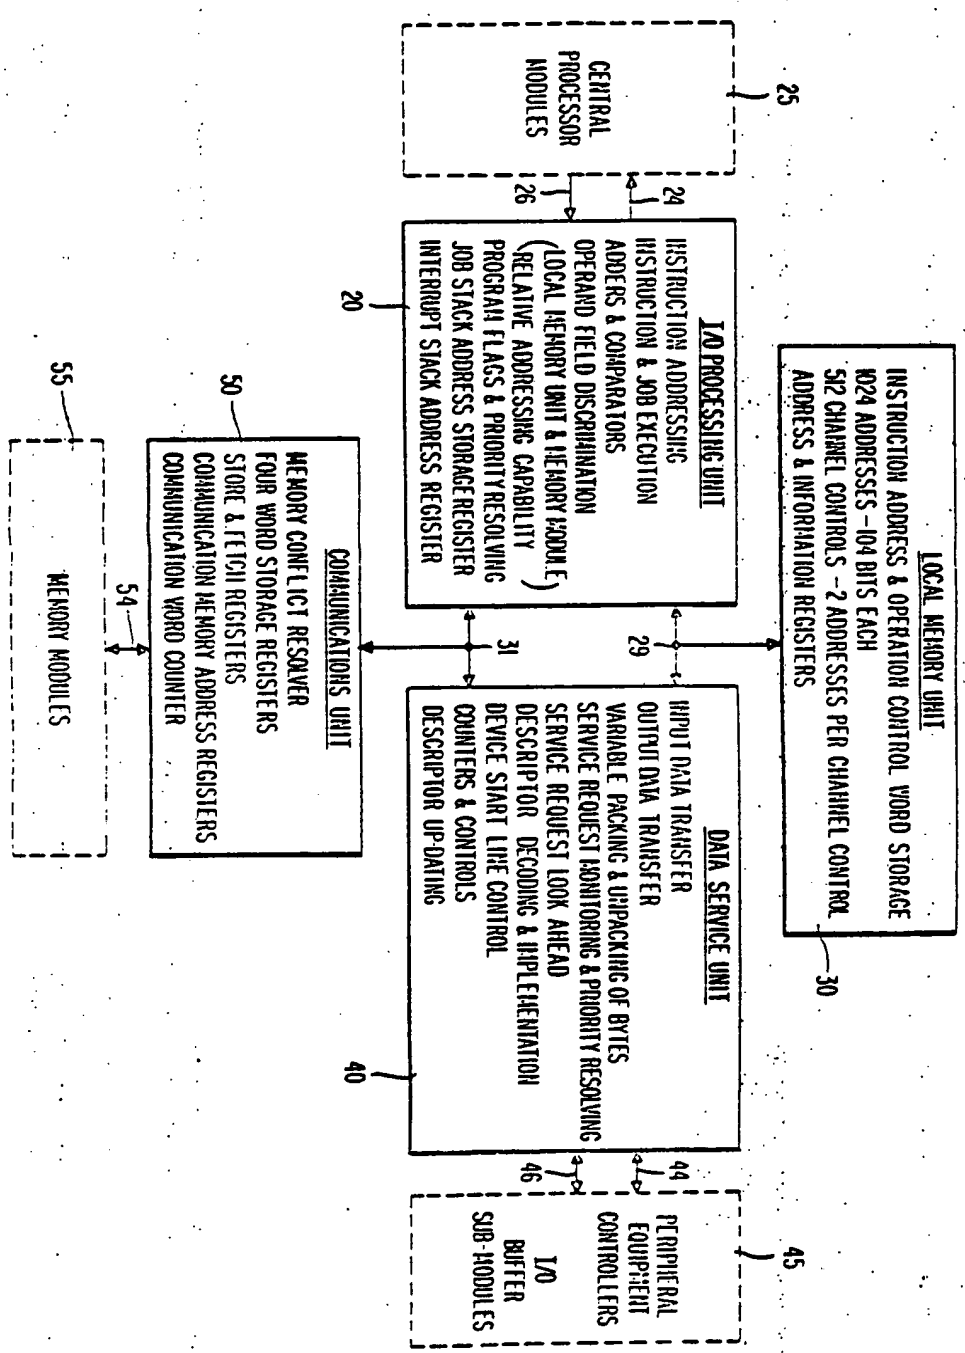 25
CENTRAL
PROCESSOR
MODULES
24
26
I/O PROCESSING UNIT
INSTRUCTION ADDRESSING
INSTRUCTION & JOB EXECUTION
ADDERS & COMPARATORS
OPERAND FIELD DISCRIMINATION
(LOCAL MEMORY UNIT & MEMORY MODULE
RELATIVE ADDRESSING CAPABILITY)
PROGRAM FLAGS & PRIORITY RESOLVING
JOB STACK ADDRESS STORAGE REGISTER
INTERRUPT STACK ADDRESS REGISTER
20
LOCAL MEMORY UNIT
INSTRUCTION ADDRESS & OPERATION CONTROL WORD STORAGE
1024 ADDRESSES - 104 BITS EACH
512 CHANNEL CONTROLS - 2 ADDRESSES PER CHANNEL CONTROL
ADDRESS & INFORMATION REGISTERS
30
29
31
DATA SERVICE UNIT
INPUT DATA TRANSFER
OUTPUT DATA TRANSFER
VARIABLE PACKING & UNPACKING OF BYTES
SERVICE REQUEST MONITORING & PRIORITY RESOLVING
SERVICE REQUEST LOOK AHEAD
DESCRIPTOR DECODING & IMPLEMENTATION
DEVICE START LINE CONTROL
COUNTERS & CONTROLS
DESCRIPTOR UP-DATING
40
44
46
45
PERIPHERAL
EQUIPMENT
CONTROLLERS
I/O
BUFFER
SUB-MODULES
50
COMMUNICATIONS UNIT
MEMORY CONFLICT RESOLVER
FOUR WORD STORAGE REGISTERS
STORE & FETCH REGISTERS
COMMUNICATION MEMORY ADDRESS REGISTERS
COMMUNICATION WORD COUNTER
54
55
MEMORY MODULES